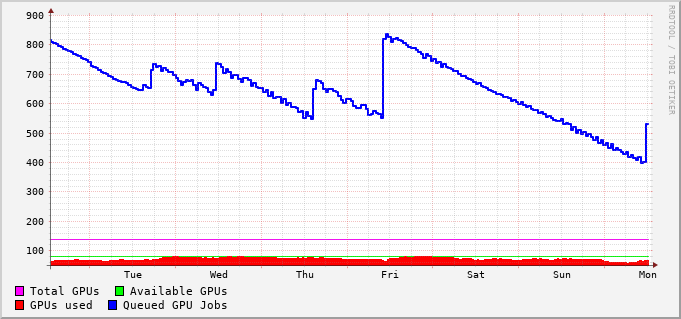 900
800
700
600
500
400
300
200
100
Tue Wed Thu Fri Sat Sun Mon
Total GPUs Available GPUs
GPUs used Queued GPU Jobs
RRDTOOL / TOBI OETIKER